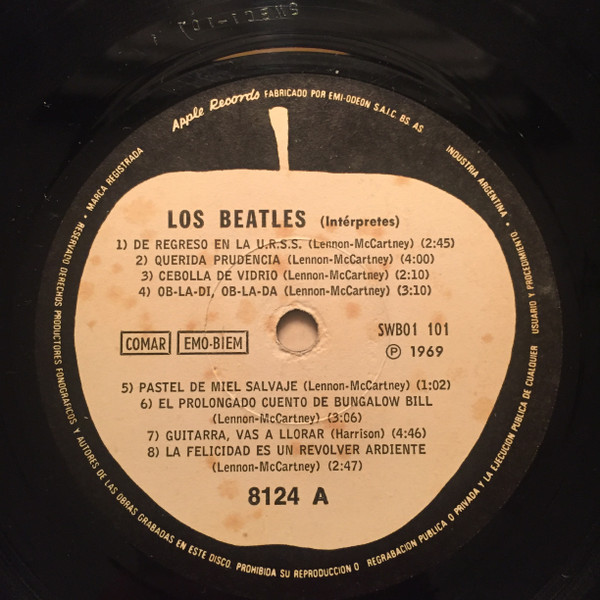 Apple Records FABRICADO POR EMI-ODEON S.A.I.C. BS. AS
INDUSTRIA ARGENTINA •
MARCA REGISTRADA •
LOS BEATLES (Intérpretes)
1) DE REGRESO EN LA U.R.S.S. (Lennon-McCartney) (2:45)
2) QUERIDA PRUDENCIA (Lennon-McCartney) (4:00)
3) CEBOLLA DE VIDRIO (Lennon-McCartney) (2:10)
4) OB-LA-DI, OB-LA-DA (Lennon-McCartney) (3:10)
COMAR EMO-BIEM
SWBO1 101
℗ 1969
5) PASTEL DE MIEL SALVAJE (Lennon-McCartney) (1:02)
6) EL PROLONGADO CUENTO DE BUNGALOW BILL
(Lennon-McCartney) (3:06)
7) GUITARRA, VAS A LLORAR (Harrison) (4:46)
8) LA FELICIDAD ES UN REVOLVER ARDIENTE
(Lennon-McCartney) (2:47)
8124 A
RESERVADO DERECHOS PRODUCTORES FONOGRAFICOS Y AUTORES DE LAS OBRAS GRABADAS EN ESTE DISCO. PROHIBIDA SU REPRODUCCION O REGRABACION PUBLICA O PRIVADA Y LA EJECUCION PUBLICA DE CUALQUIER USUARIO Y PROCEDIMIENTO.